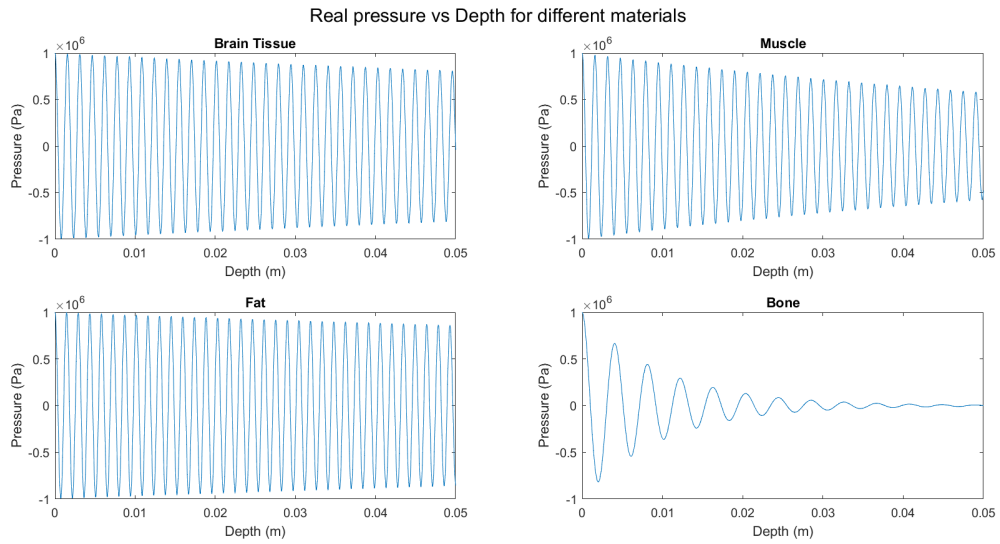 Real pressure vs Depth for different materials
Brain Tissue
×10^6
1
0.5
0
-0.5
-1
Pressure (Pa)
0 0.01 0.02 0.03 0.04 0.05
Depth (m)
Muscle
×10^6
1
0.5
0
-0.5
-1
Pressure (Pa)
0 0.01 0.02 0.03 0.04 0.05
Depth (m)
Fat
×10^6
1
0.5
0
-0.5
-1
Pressure (Pa)
0 0.01 0.02 0.03 0.04 0.05
Depth (m)
Bone
×10^6
1
0.5
0
-0.5
-1
Pressure (Pa)
0 0.01 0.02 0.03 0.04 0.05
Depth (m)